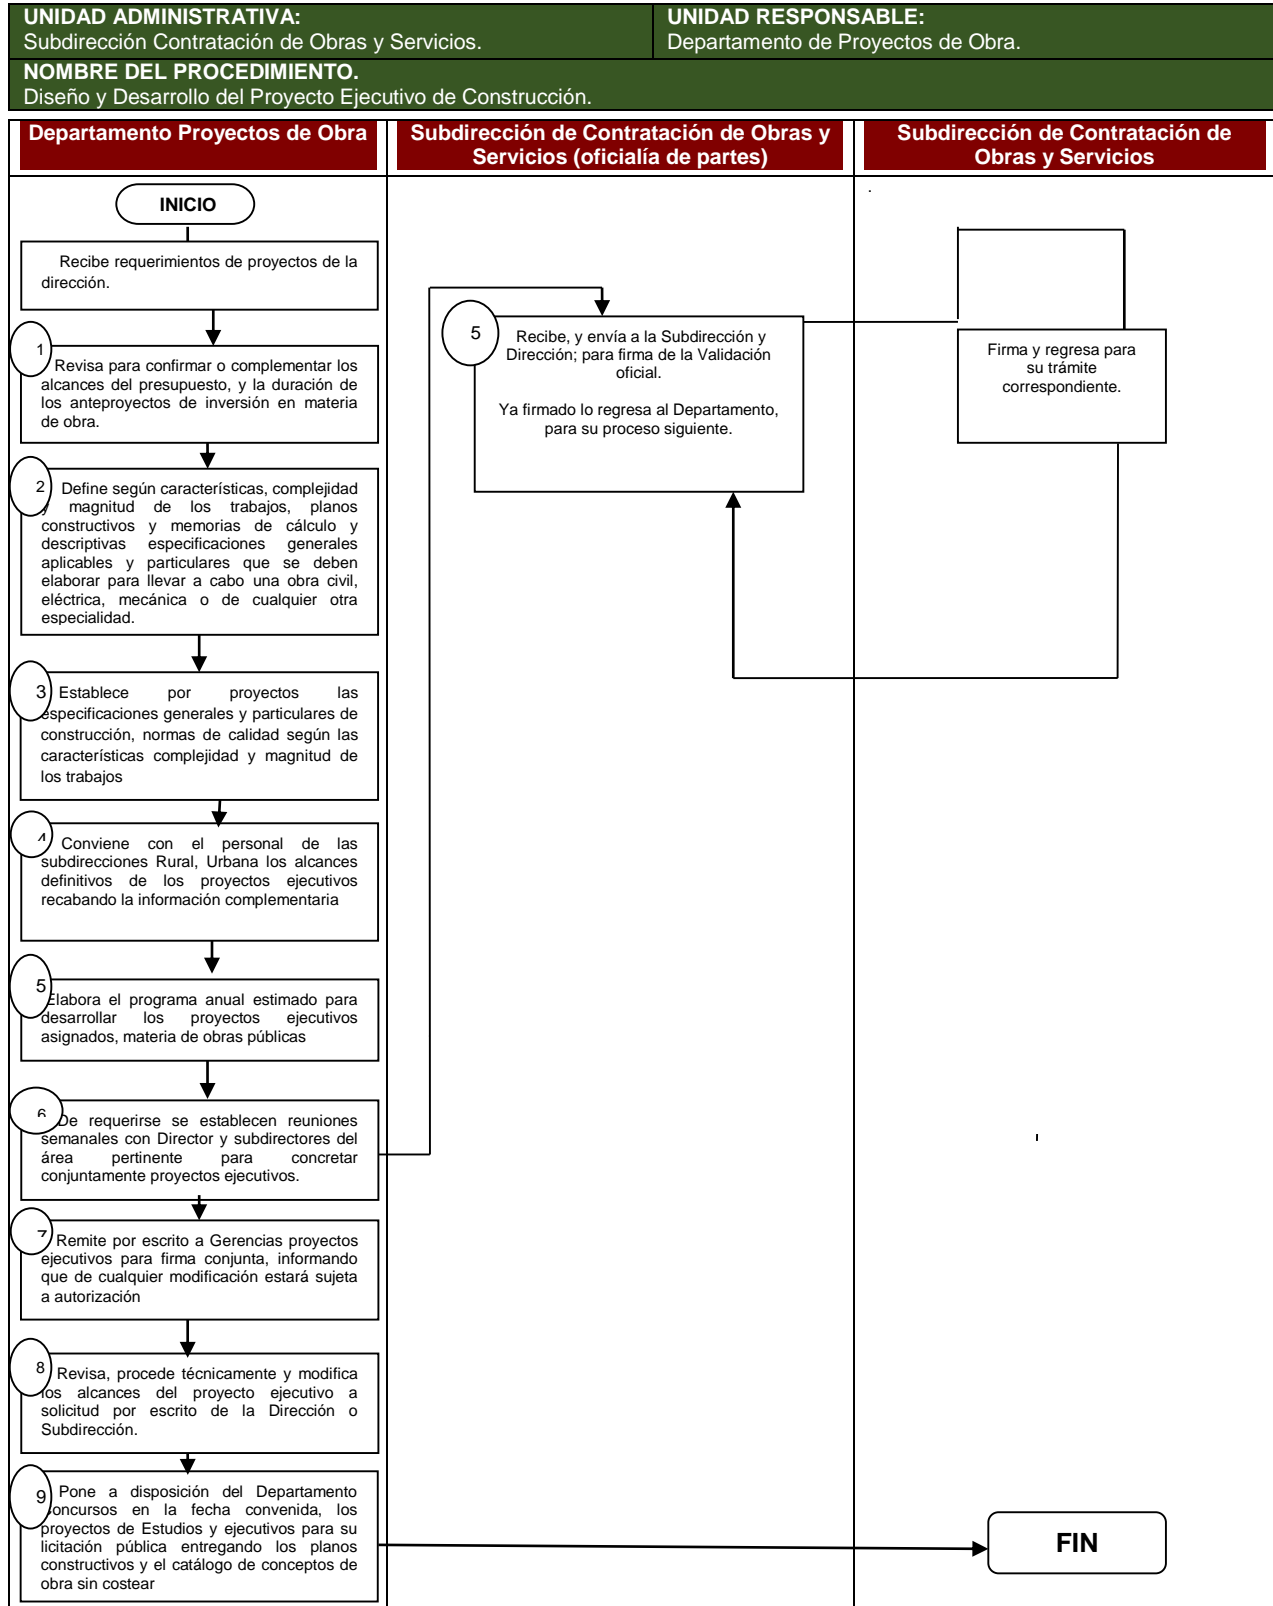 UNIDAD ADMINISTRATIVA:
Subdirección Contratación de Obras y Servicios.
UNIDAD RESPONSABLE:
Departamento de Proyectos de Obra.
NOMBRE DEL PROCEDIMIENTO.
Diseño y Desarrollo del Proyecto Ejecutivo de Construcción.
Departamento Proyectos de Obra
Subdirección de Contratación de Obras y
Servicios (oficialía de partes)
Subdirección de Contratación de
Obras y Servicios
INICIO
Recibe requerimientos de proyectos de la
dirección.
1
Revisa para confirmar o complementar los
alcances del presupuesto, y la duración de
los anteproyectos de inversión en materia
de obra.
2
Define según características, complejidad
y magnitud de los trabajos, planos
constructivos y memorias de cálculo y
descriptivas especificaciones generales
aplicables y particulares que se deben
elaborar para llevar a cabo una obra civil,
eléctrica, mecánica o de cualquier otra
especialidad.
3
Establece por proyectos las
especificaciones generales y particulares de
construcción, normas de calidad según las
características complejidad y magnitud de
los trabajos
4
Conviene con el personal de las
subdirecciones Rural, Urbana los alcances
definitivos de los proyectos ejecutivos
recabando la información complementaria
5
Elabora el programa anual estimado para
desarrollar los proyectos ejecutivos
asignados, materia de obras públicas
6
De requerirse se establecen reuniones
semanales con Director y subdirectores del
área pertinente para concretar
conjuntamente proyectos ejecutivos.
7
Remite por escrito a Gerencias proyectos
ejecutivos para firma conjunta, informando
que de cualquier modificación estará sujeta
a autorización
8
Revisa, procede técnicamente y modifica
los alcances del proyecto ejecutivo a
solicitud por escrito de la Dirección o
Subdirección.
9
Pone a disposición del Departamento
Concursos en la fecha convenida, los
proyectos de Estudios y ejecutivos para su
licitación pública entregando los planos
constructivos y el catálogo de conceptos de
obra sin costear
5
Recibe, y envía a la Subdirección y
Dirección; para firma de la Validación
oficial.
Ya firmado lo regresa al Departamento,
para su proceso siguiente.
Firma y regresa para
su trámite
correspondiente.
FIN